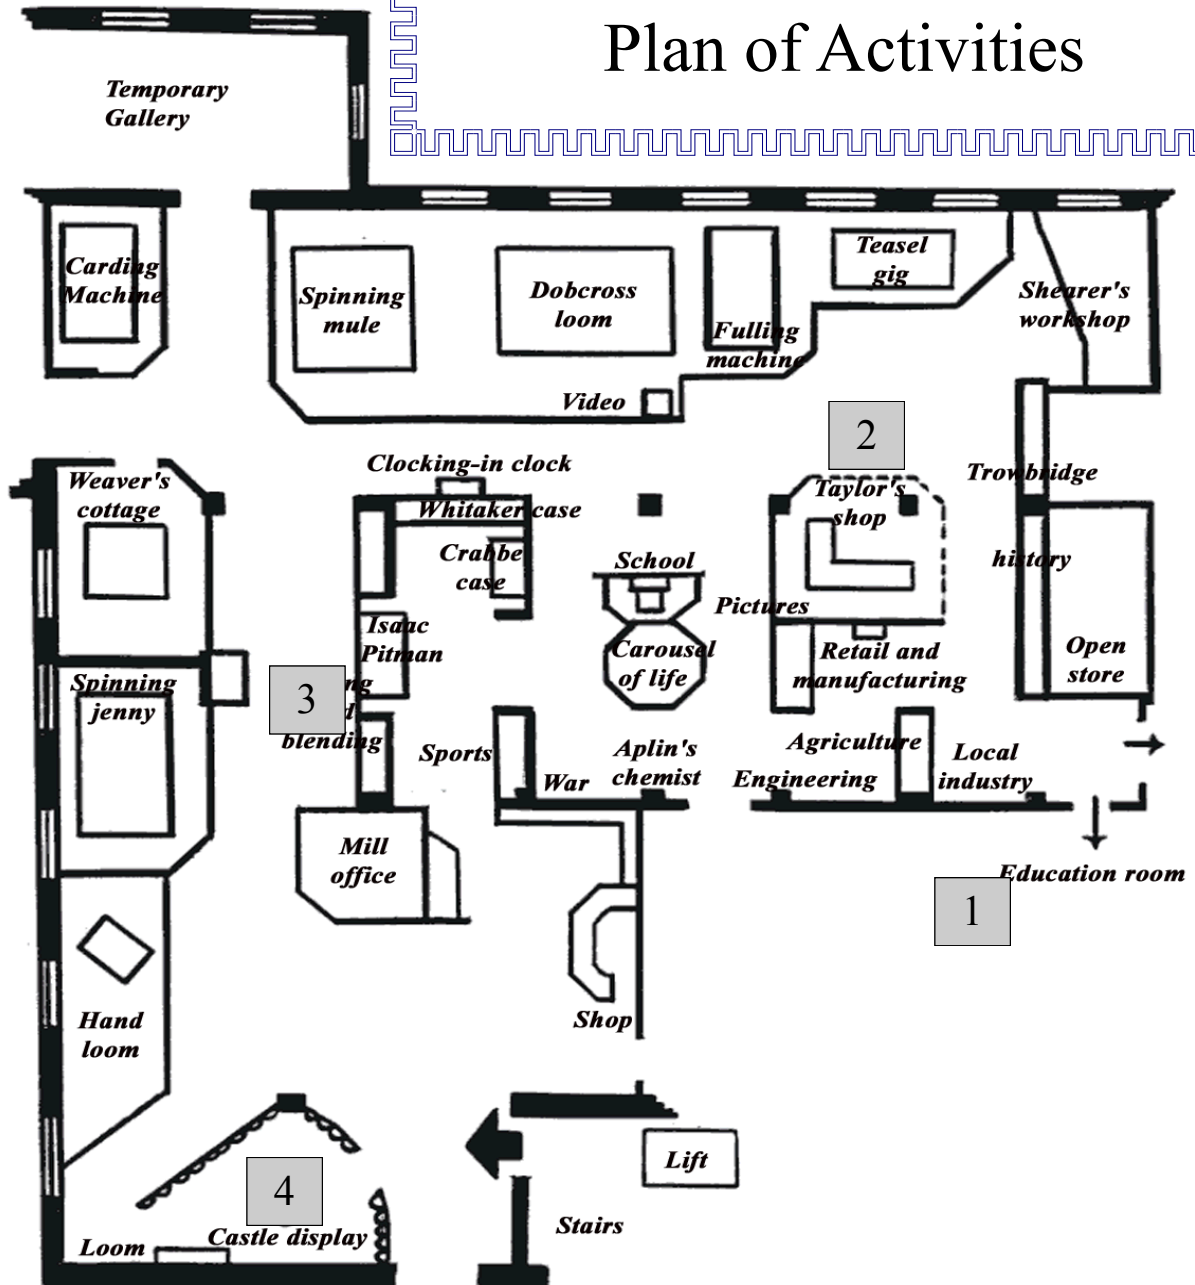 Plan of Activities
Temporary
Gallery
Carding
Machine
Spinning
mule
Dobcross
loom
Fulling
machine
Teasel
gig
Shearer's
workshop
Video
2
Clocking-in clock
Whitaker case
Crabbe
case
Weaver's
cottage
Taylor's
shop
Trowbridge
history
School
Pictures
Carousel
of life
Isaac
Pitman
Retail and
manufacturing
Open
store
Spinning
jenny
3
blending
Sports
War
Aplin's
chemist
Agriculture
Engineering
Local
industry
Mill
office
Education room
1
Hand
loom
Shop
4
Castle display
Loom
Lift
Stairs